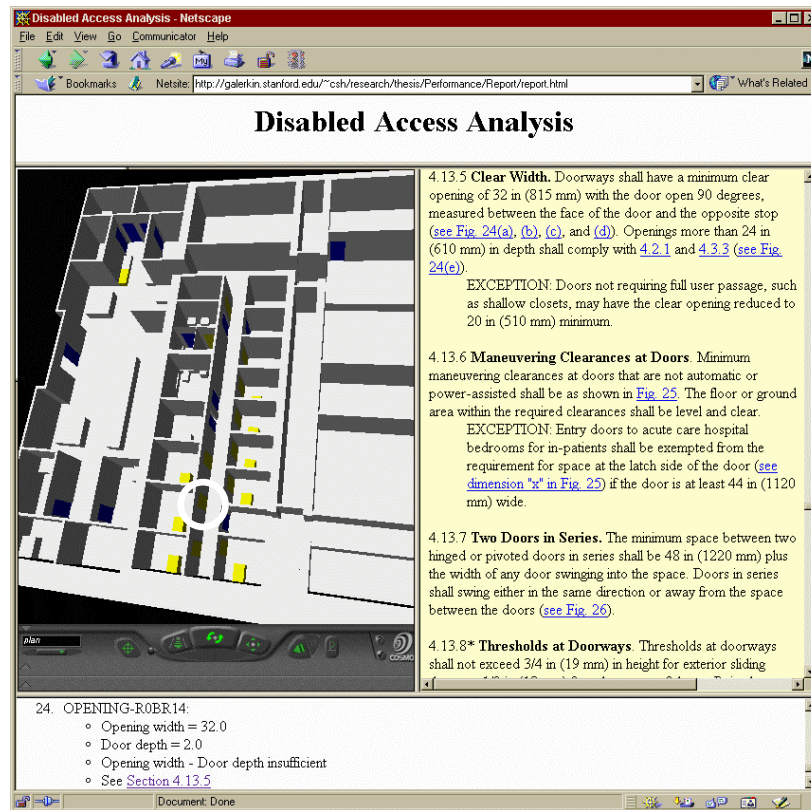 Disabled Access Analysis - Netscape
File Edit View Go Communicator Help
My
N
Bookmarks Netsite: http://galerkin.stanford.edu/~csh/research/thesis/Performance/Report/report.html What's Related
Disabled Access Analysis
4.13.5 Clear Width. Doorways shall have a minimum clear
opening of 32 in (815 mm) with the door open 90 degrees,
measured between the face of the door and the opposite stop
(see Fig. 24(a), (b), (c), and (d)). Openings more than 24 in
(610 mm) in depth shall comply with 4.2.1 and 4.3.3 (see Fig.
24(e)).
EXCEPTION: Doors not requiring full user passage, such
as shallow closets, may have the clear opening reduced to
20 in (510 mm) minimum.
4.13.6 Maneuvering Clearances at Doors. Minimum
maneuvering clearances at doors that are not automatic or
power-assisted shall be as shown in Fig. 25. The floor or ground
area within the required clearances shall be level and clear.
EXCEPTION: Entry doors to acute care hospital
bedrooms for in-patients shall be exempted from the
requirement for space at the latch side of the door (see
dimension "x" in Fig. 25) if the door is at least 44 in (1120
mm) wide.
4.13.7 Two Doors in Series. The minimum space between two
hinged or pivoted doors in series shall be 48 in (1220 mm) plus
the width of any door swinging into the space. Doors in series
shall swing either in the same direction or away from the space
between the doors (see Fig. 26).
4.13.8* Thresholds at Doorways. Thresholds at doorways
shall not exceed 3/4 in (19 mm) in height for exterior sliding
plan
COSMO
24. OPENING-R0BR14:
Opening width = 32.0
Door depth = 2.0
Opening width - Door depth insufficient
See Section 4.13.5
Document: Done